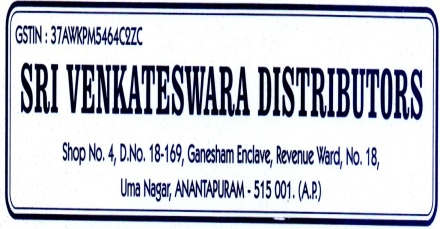 GSTIN : 37AWKPM5464C2ZC
SRI VENKATESWARA DISTRIBUTORS
Shop No. 4, D.No. 18-169, Ganesham Enclave, Revenue Ward, No. 18,
Uma Nagar, ANANTAPURAM - 515 001. (A.P.)